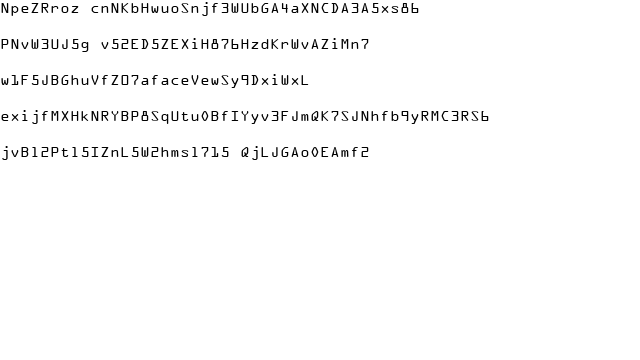 NpeZRroz cnNKbHwuoSnjf3WUbGA4aXNCDA3A5xs86
PNvW3UJ5g v52ED5ZEXiH876HzdKrWvAZiMn7
w1F5JBGhuVfZO7afaceVewSy9DxiWxL
exijfMXHkNRYBP8SqUtu0BfIYyv3FJmQK7SJNhfb9yRMC3RS6
jvBl2Ptl5IZnL5W2hmsl7l5 QjLJGAo0EAmf2